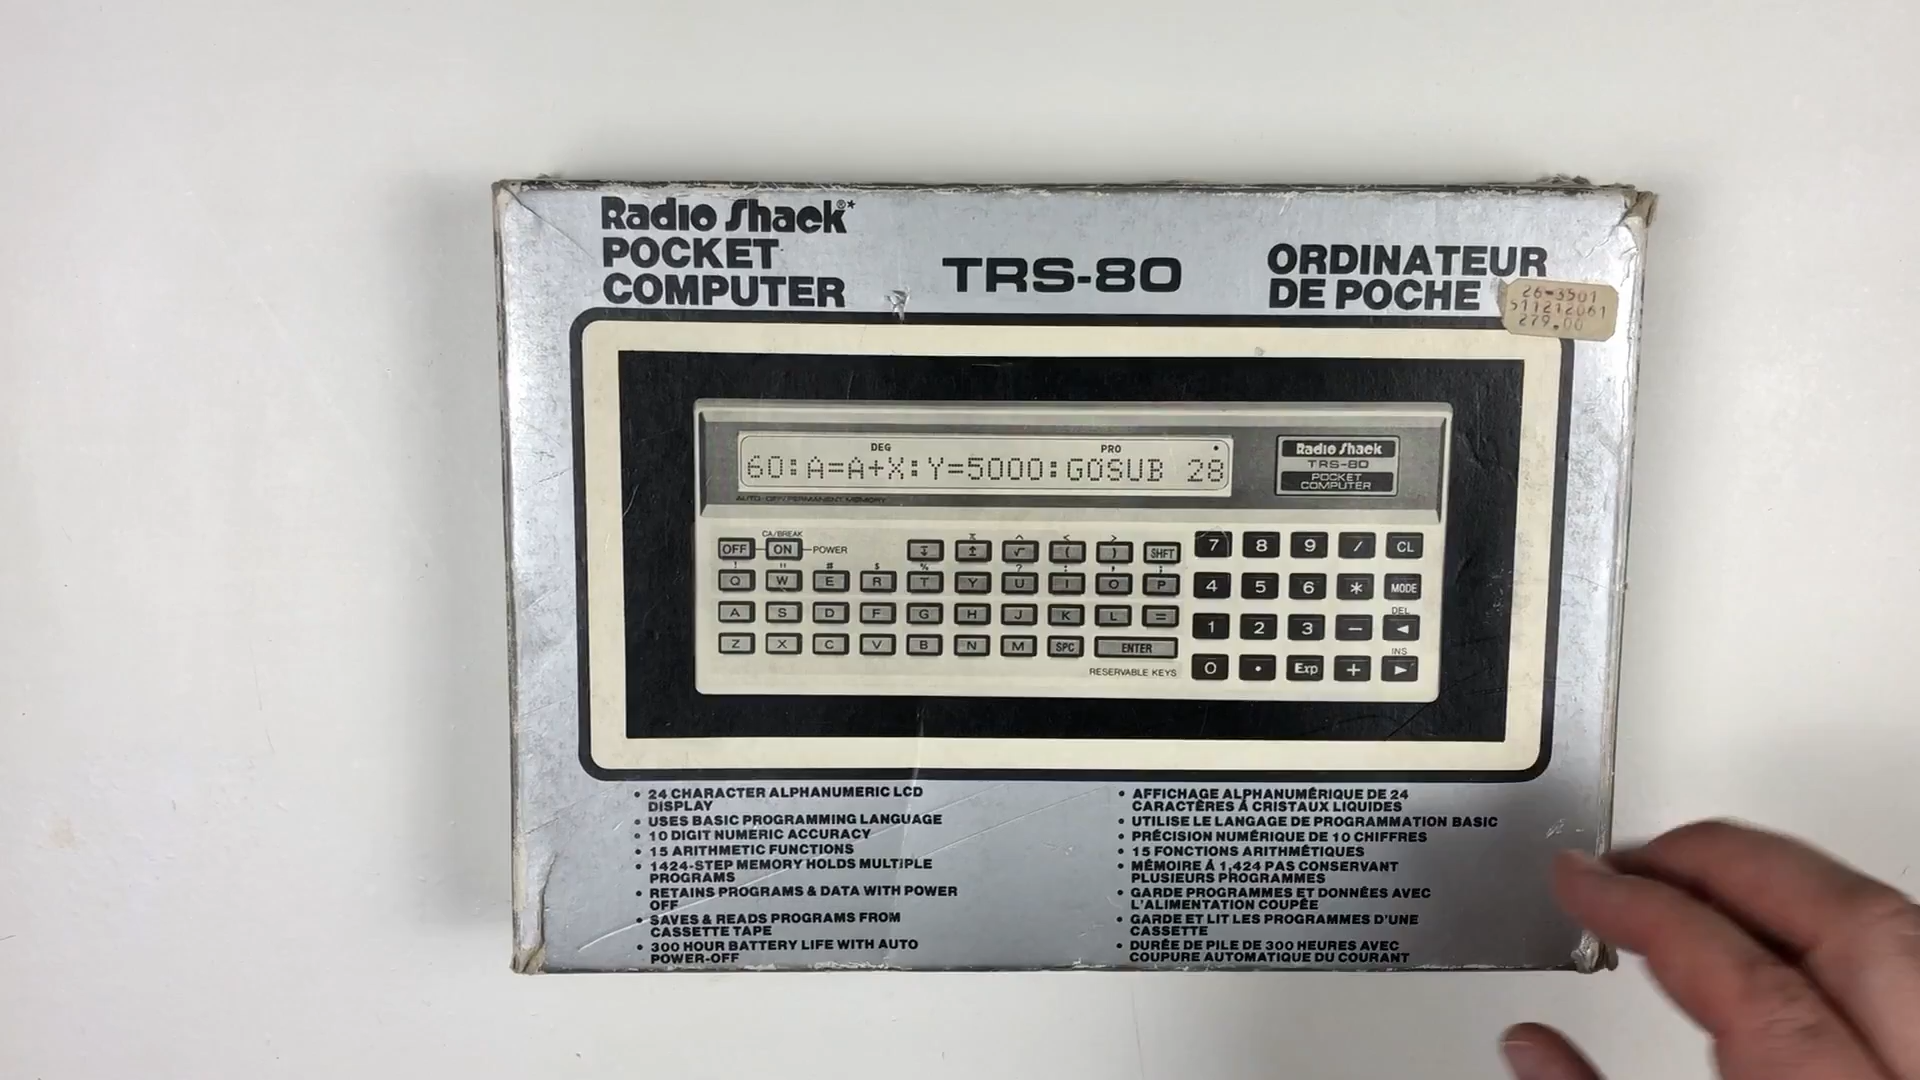 Radio Shack®*
POCKET
COMPUTER
TRS-80
ORDINATEUR
DE POCHE
26-3501
511212061
279.00
DEG PRO
60:A=A+X:Y=5000:GOSUB 28
AUTO OFF/PERMANENT MEMORY
Radio Shack
TRS-80
POCKET
COMPUTER
CA/BREAK
OFF ON POWER
< >
√ ( ) SHFT
7 8 9 / CL
! " # $ % ? : , ;
Q W E R T Y U I O P
4 5 6 * MODE
A S D F G H J K L =
DEL
1 2 3 - ◄
Z X C V B N M SPC ENTER
INS
0 . Exp + ►
RESERVABLE KEYS
• 24 CHARACTER ALPHANUMERIC LCD
DISPLAY
• USES BASIC PROGRAMMING LANGUAGE
• 10 DIGIT NUMERIC ACCURACY
• 15 ARITHMETIC FUNCTIONS
• 1424-STEP MEMORY HOLDS MULTIPLE
PROGRAMS
• RETAINS PROGRAMS & DATA WITH POWER
OFF
• SAVES & READS PROGRAMS FROM
CASSETTE TAPE
• 300 HOUR BATTERY LIFE WITH AUTO
POWER-OFF
• AFFICHAGE ALPHANUMÉRIQUE DE 24
CARACTÈRES Á CRISTAUX LIQUIDES
• UTILISE LE LANGAGE DE PROGRAMMATION BASIC
• PRÉCISION NUMÉRIQUE DE 10 CHIFFRES
• 15 FONCTIONS ARITHMÉTIQUES
• MÉMOIRE Á 1,424 PAS CONSERVANT
PLUSIEURS PROGRAMMES
• GARDE PROGRAMMES ET DONNÉES AVEC
L'ALIMENTATION COUPÉE
• GARDE ET LIT LES PROGRAMMES D'UNE
CASSETTE
• DURÉE DE PILE DE 300 HEURES AVEC
COUPURE AUTOMATIQUE DU COURANT